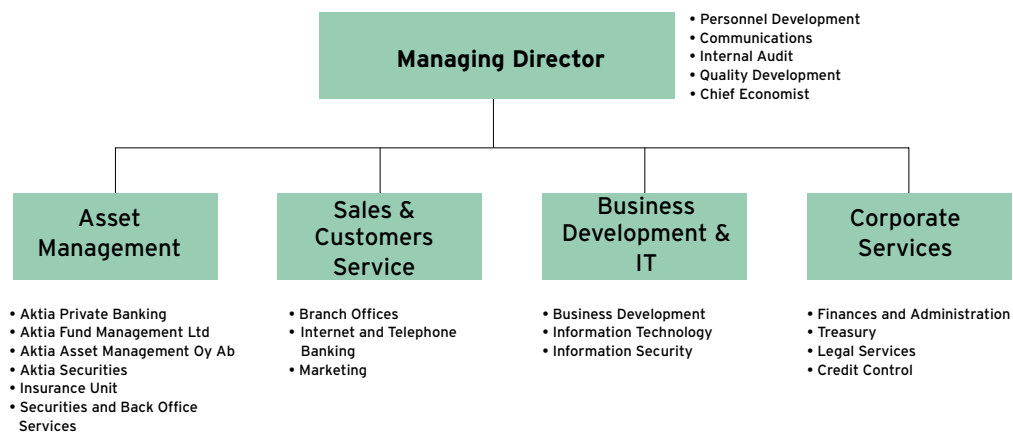 Managing Director
• Personnel Development
• Communications
• Internal Audit
• Quality Development
• Chief Economist
Asset
Management
• Aktia Private Banking
• Aktia Fund Management Ltd
• Aktia Asset Management Oy Ab
• Aktia Securities
• Insurance Unit
• Securities and Back Office
Services
Sales &
Customers
Service
• Branch Offices
• Internet and Telephone
Banking
• Marketing
Business
Development &
IT
• Business Development
• Information Technology
• Information Security
Corporate
Services
• Finances and Administration
• Treasury
• Legal Services
• Credit Control